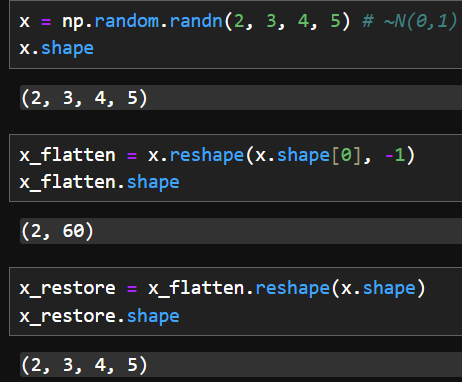 x = np.random.randn(2, 3, 4, 5) # ~N(0,1)
x.shape
(2, 3, 4, 5)
x_flatten = x.reshape(x.shape[0], -1)
x_flatten.shape
(2, 60)
x_restore = x_flatten.reshape(x.shape)
x_restore.shape
(2, 3, 4, 5)